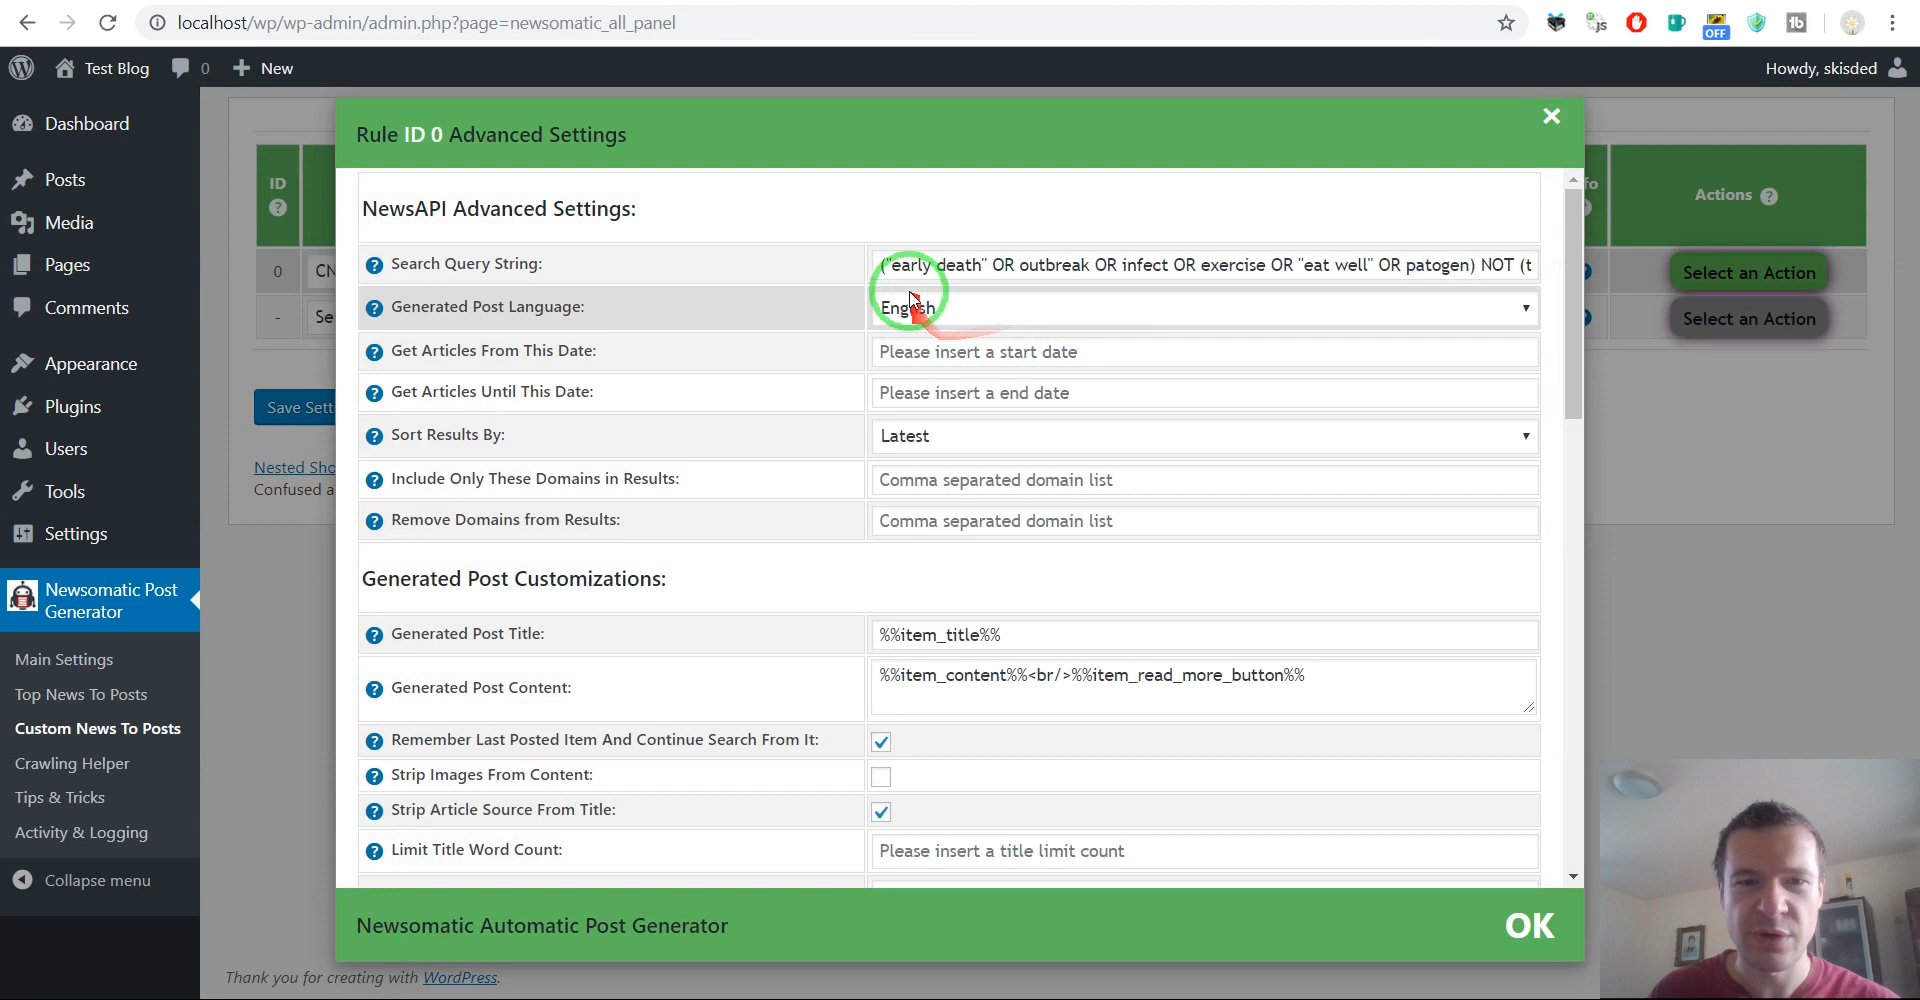 localhost/wp/wp-admin/admin.php?page=newsomatic_all_panel
OFF
Test Blog
0
New
Howdy, skisded
Dashboard
Posts
Media
Pages
Comments
Appearance
Plugins
Users
Tools
Settings
Newsomatic Post
Generator
Main Settings
Top News To Posts
Custom News To Posts
Crawling Helper
Tips & Tricks
Activity & Logging
Collapse menu
ID
0
CN
-
Se
Save Sett
Nested Sho
Confused a
fo
Actions
Select an Action
Select an Action
Rule ID 0 Advanced Settings
NewsAPI Advanced Settings:
Search Query String:
("early death" OR outbreak OR infect OR exercise OR "eat well" OR patogen) NOT (t
Generated Post Language:
English
Get Articles From This Date:
Please insert a start date
Get Articles Until This Date:
Please insert a end date
Sort Results By:
Latest
Include Only These Domains in Results:
Comma separated domain list
Remove Domains from Results:
Comma separated domain list
Generated Post Customizations:
Generated Post Title:
%%item_title%%
Generated Post Content:
%%item_content%%<br/>%%item_read_more_button%%
Remember Last Posted Item And Continue Search From It:
Strip Images From Content:
Strip Article Source From Title:
Limit Title Word Count:
Please insert a title limit count
Newsomatic Automatic Post Generator
OK
Thank you for creating with WordPress.